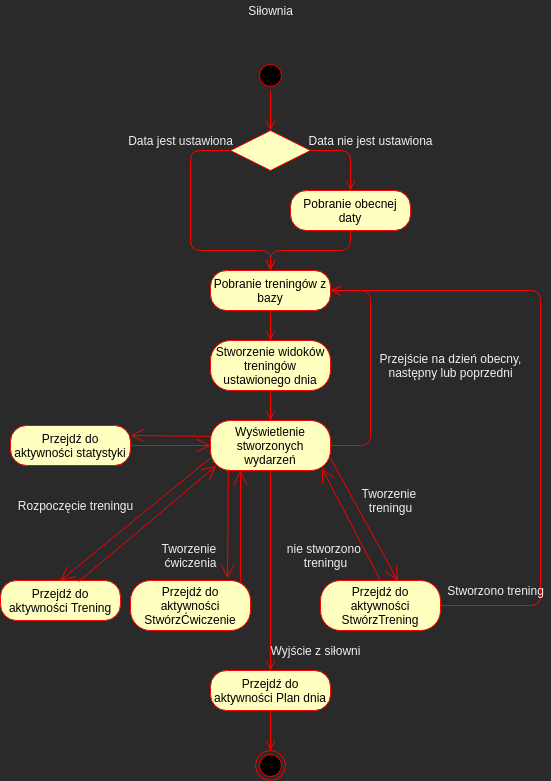 Siłownia
Data jest ustawiona
Data nie jest ustawiona
Pobranie obecnej
daty
Pobranie treningów z
bazy
Stworzenie widoków
treningów
ustawionego dnia
Przejście na dzień obecny,
następny lub poprzedni
Wyświetlenie
stworzonych
wydarzeń
Przejdź do
aktywności statystyki
Rozpoczęcie treningu
Tworzenie
ćwiczenia
nie stworzono
treningu
Tworzenie
treningu
Przejdź do
aktywności Trening
Przejdź do
aktywności
StwórzĆwiczenie
Przejdź do
aktywności
StwórzTrening
Stworzono trening
Wyjście z siłowni
Przejdź do
aktywności Plan dnia